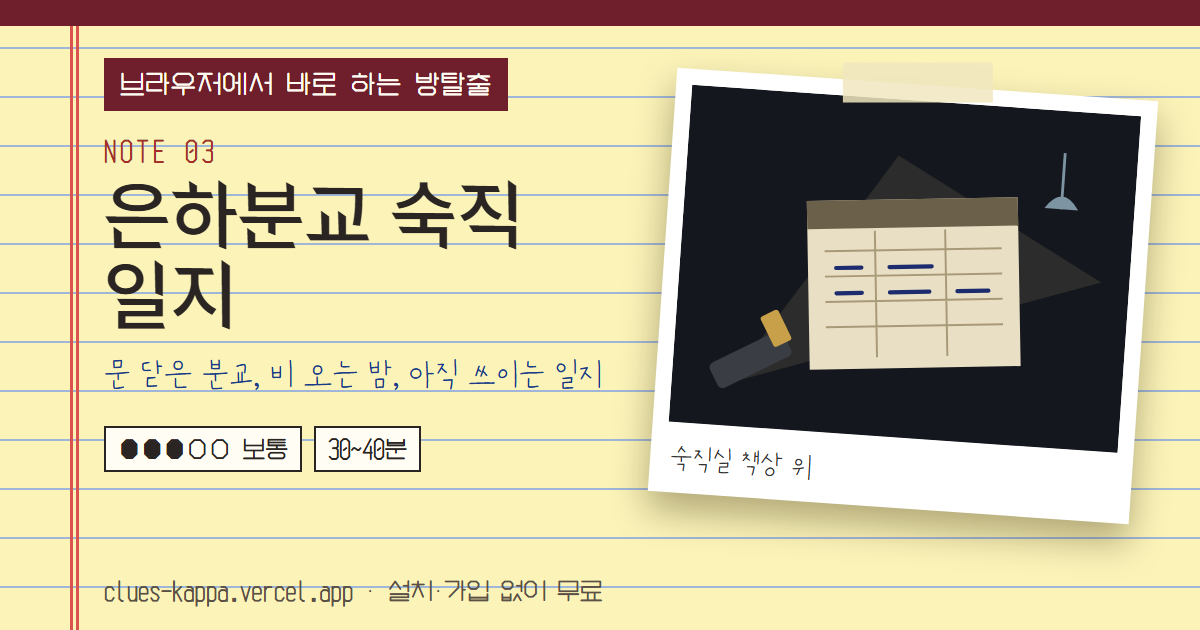 브라우저에서 바로 하는 방탈출
NOTE 03
은하분교 숙직
일지
문 닫은 분교, 비 오는 밤, 아직 쓰이는 일지
●●●○○ 보통
30~40분
숙직실 책상 위
clues-kappa.vercel.app · 설치·가입 없이 무료